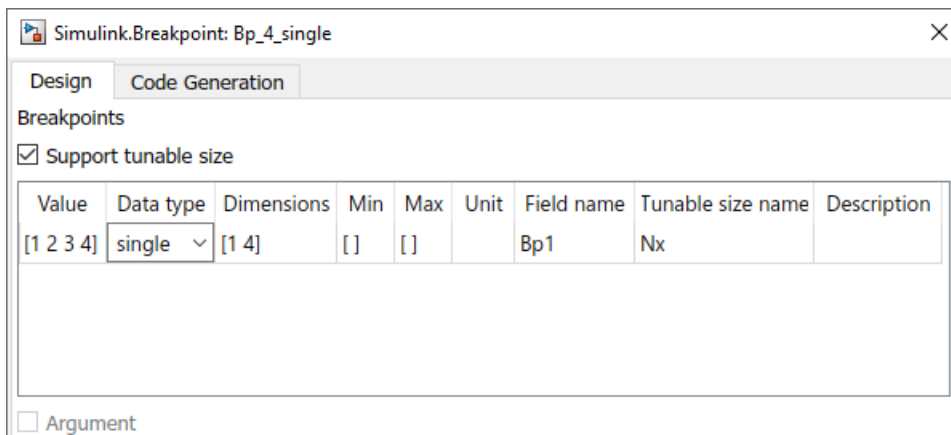 Simulink.Breakpoint: Bp_4_single
Design Code Generation
Breakpoints
Support tunable size
Value Data type Dimensions Min Max Unit Field name Tunable size name Description
[1 2 3 4] single [1 4] [ ] [ ] Bp1 Nx
Argument